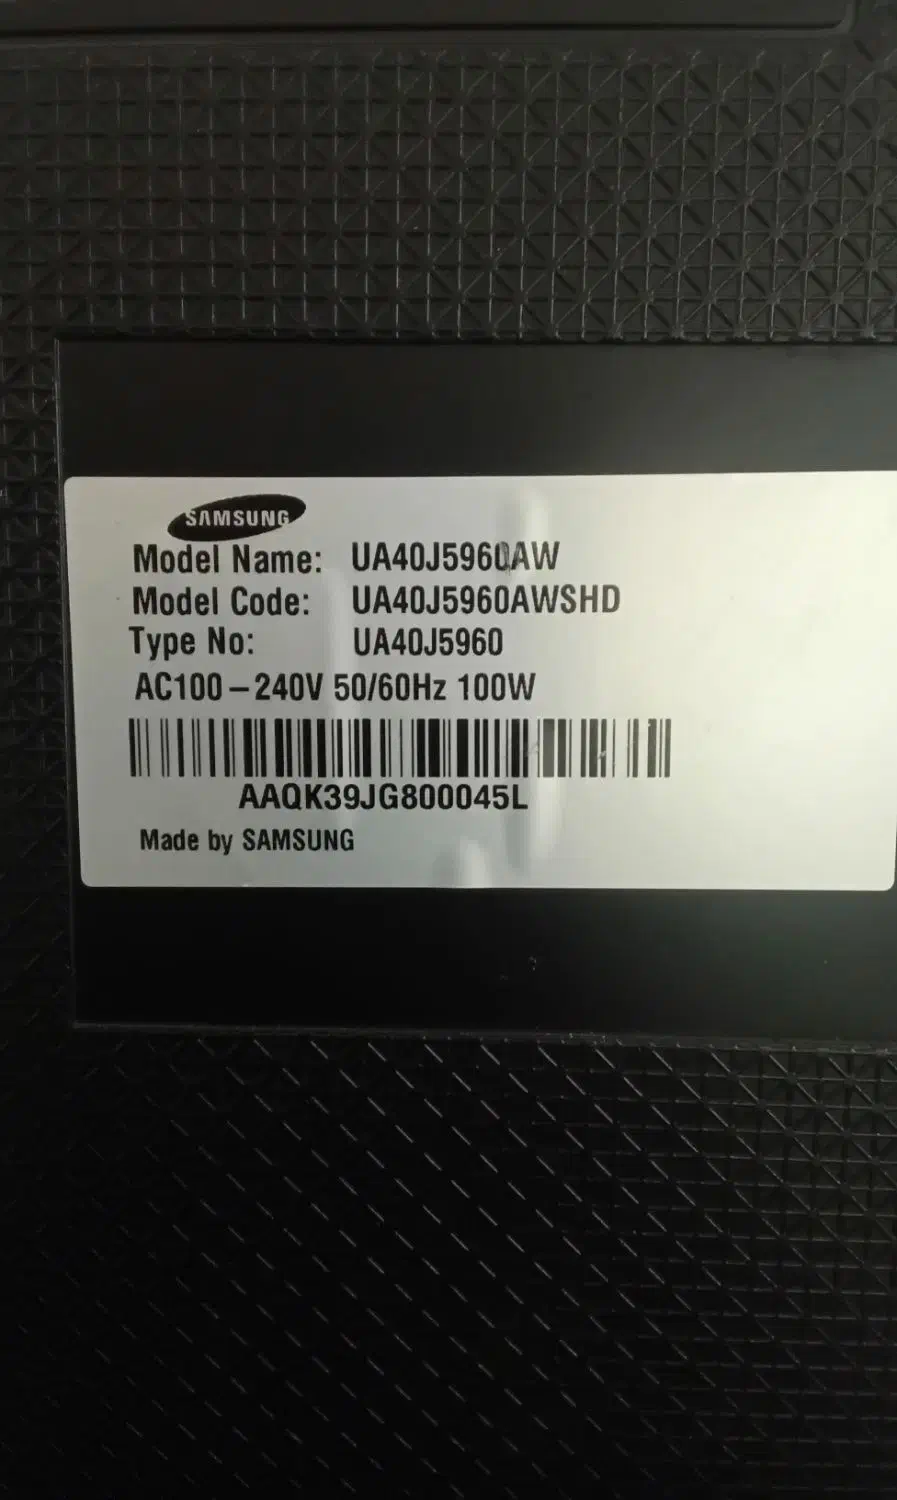 SAMSUNG
Model Name: UA40J5960AW
Model Code: UA40J5960AWSHD
Type No: UA40J5960
AC100-240V 50/60Hz 100W
AAQK39JG800045L
Made by SAMSUNG